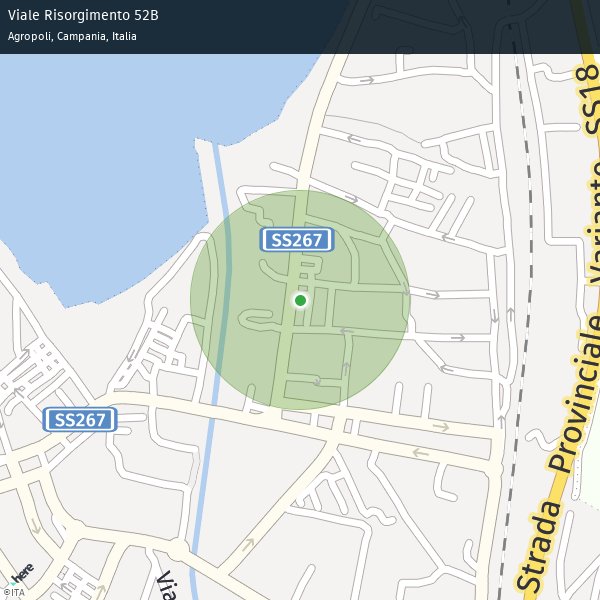 Viale Risorgimento 52B
Agropoli, Campania, Italia
SS267
SS267
Strada Provinciale Variante SS18
Via
here
©ITA